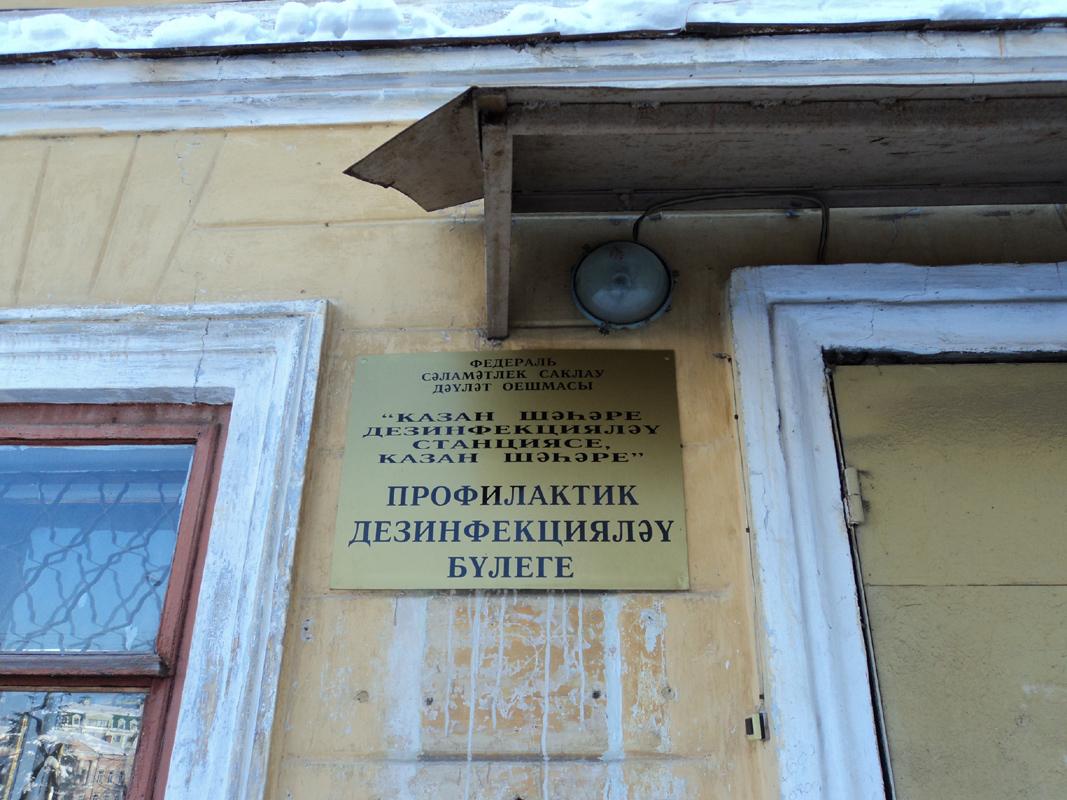 ФЕДЕРАЛЬ
СӘЛАМӘТЛЕК САКЛАУ
ДӘҮЛӘТ ОЕШМАСЫ
“КАЗАН ШӘҺӘРЕ
ДЕЗИНФЕКЦИЯЛӘҮ
СТАНЦИЯСЕ,
КАЗАН ШӘҺӘРЕ”
ПРОФИЛАКТИК
ДЕЗИНФЕКЦИЯЛӘҮ
БҮЛЕГЕ